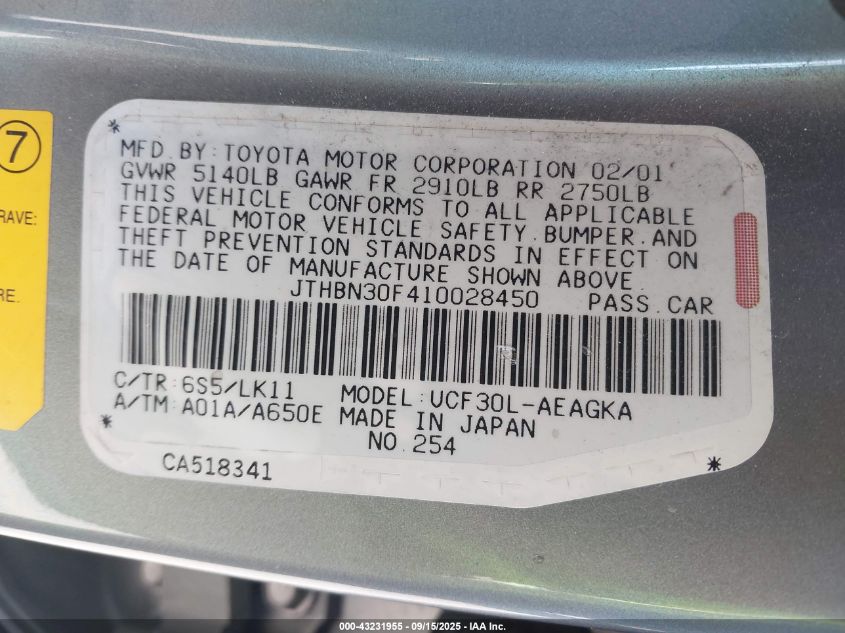 7
RAVE:
RE.
MFD. BY: TOYOTA MOTOR CORPORATION 02/01
GVWR 5140LB GAWR FR 2910LB RR 2750LB
THIS VEHICLE CONFORMS TO ALL APPLICABLE
FEDERAL MOTOR VEHICLE SAFETY, BUMPER, AND
THEFT PREVENTION STANDARDS IN EFFECT ON
THE DATE OF MANUFACTURE SHOWN ABOVE.
JTHBN30F410028450 PASS. CAR
C/TR: 6S5/LK11 MODEL: UCF30L-AEAGKA
A/TM: A01A/A650E MADE IN JAPAN
NO. 254
CA518341
000-43231955 - 09/15/2025 - IAA Inc.